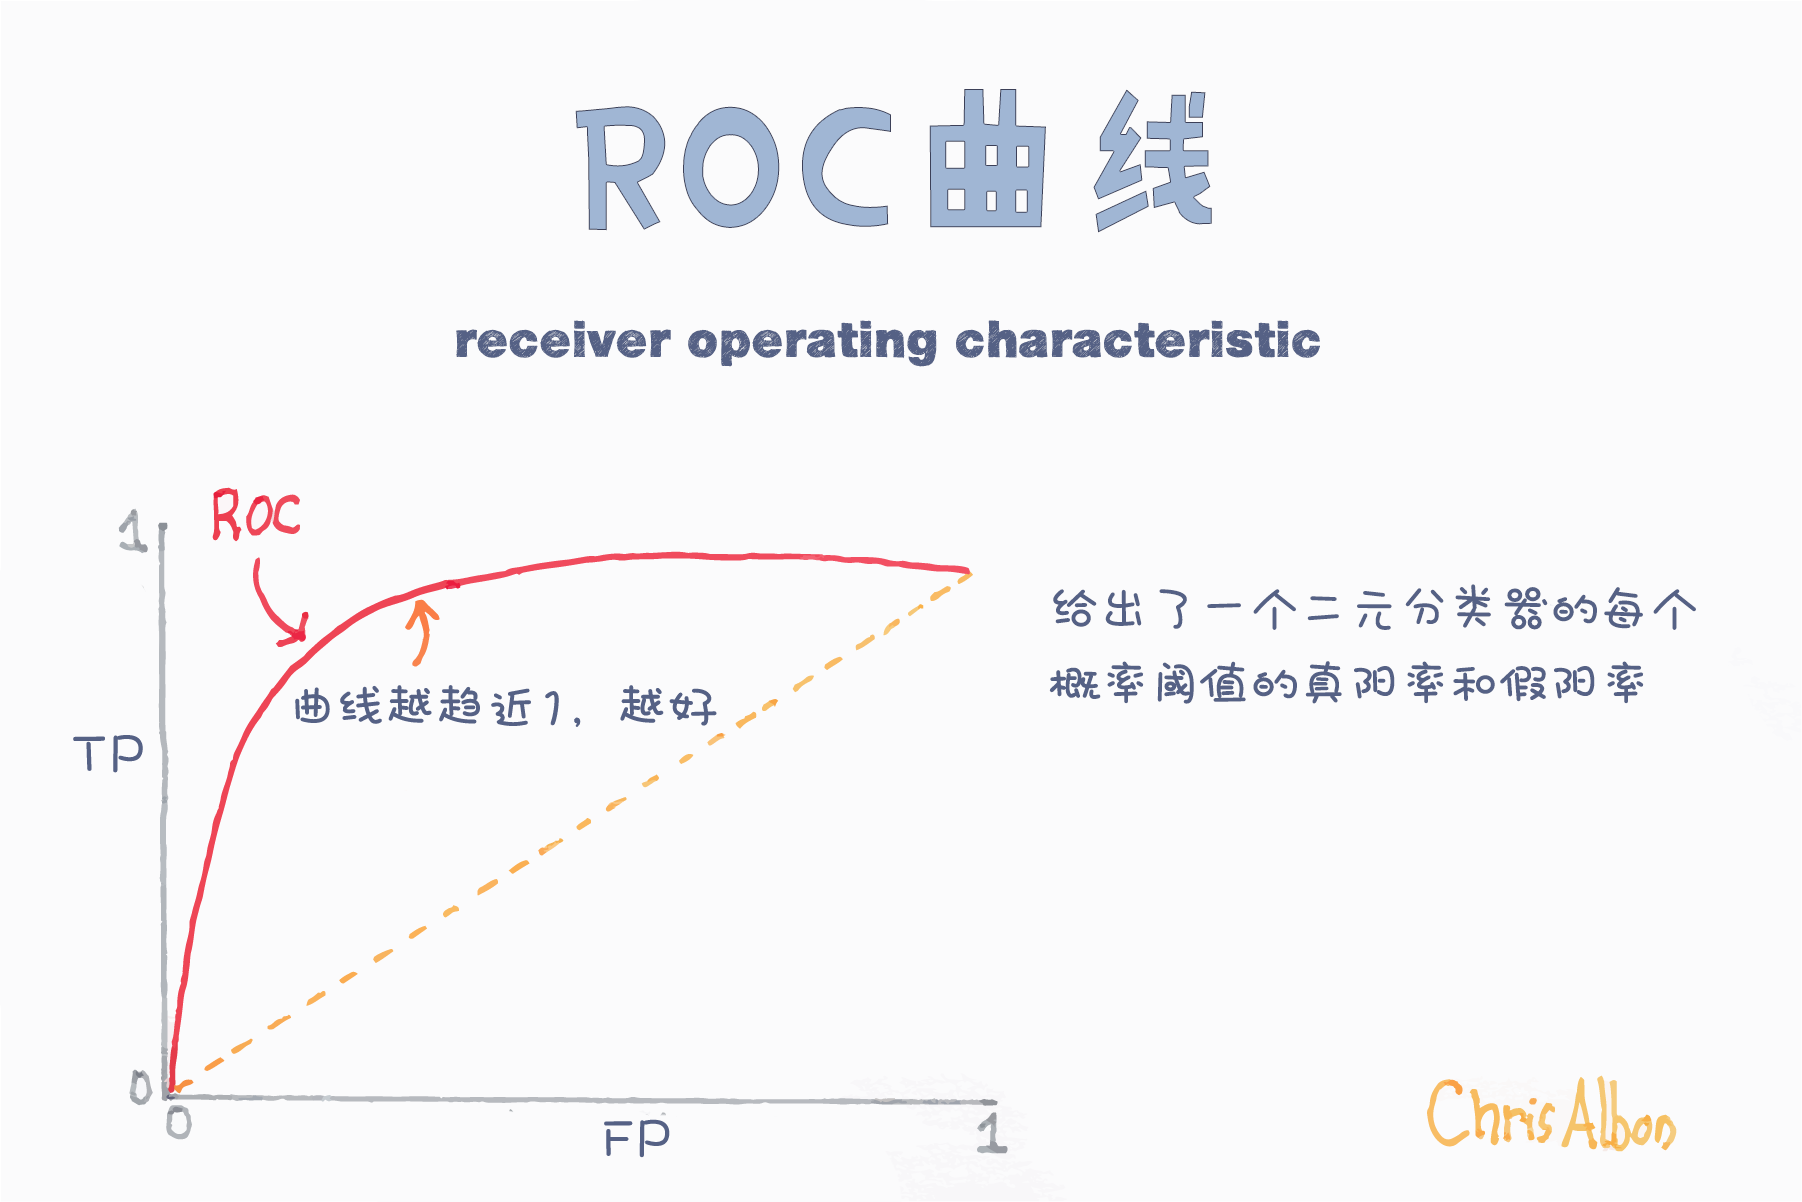 ROC曲线
receiver operating characteristic
ROC
1
给出了一个二元分类器的每个
概率阈值的真阳率和假阳率
曲线越趋近1，越好
TP
0
0
FP
1
Chris Albon